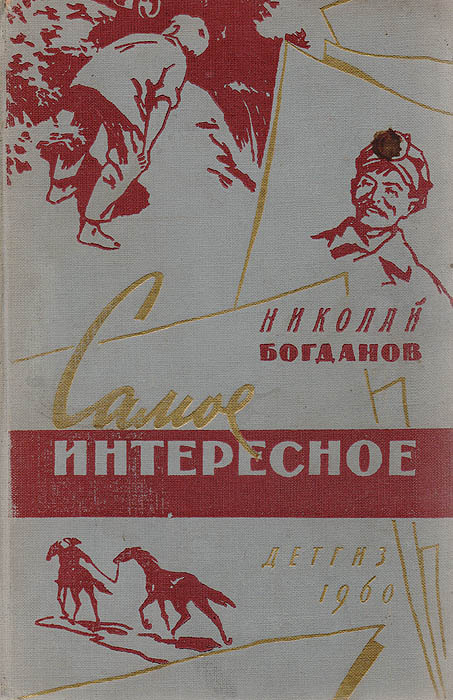 НИКОЛАЙ
БОГДАНОВ
Самое
ИНТЕРЕСНОЕ
ДЕТГИЗ
1960